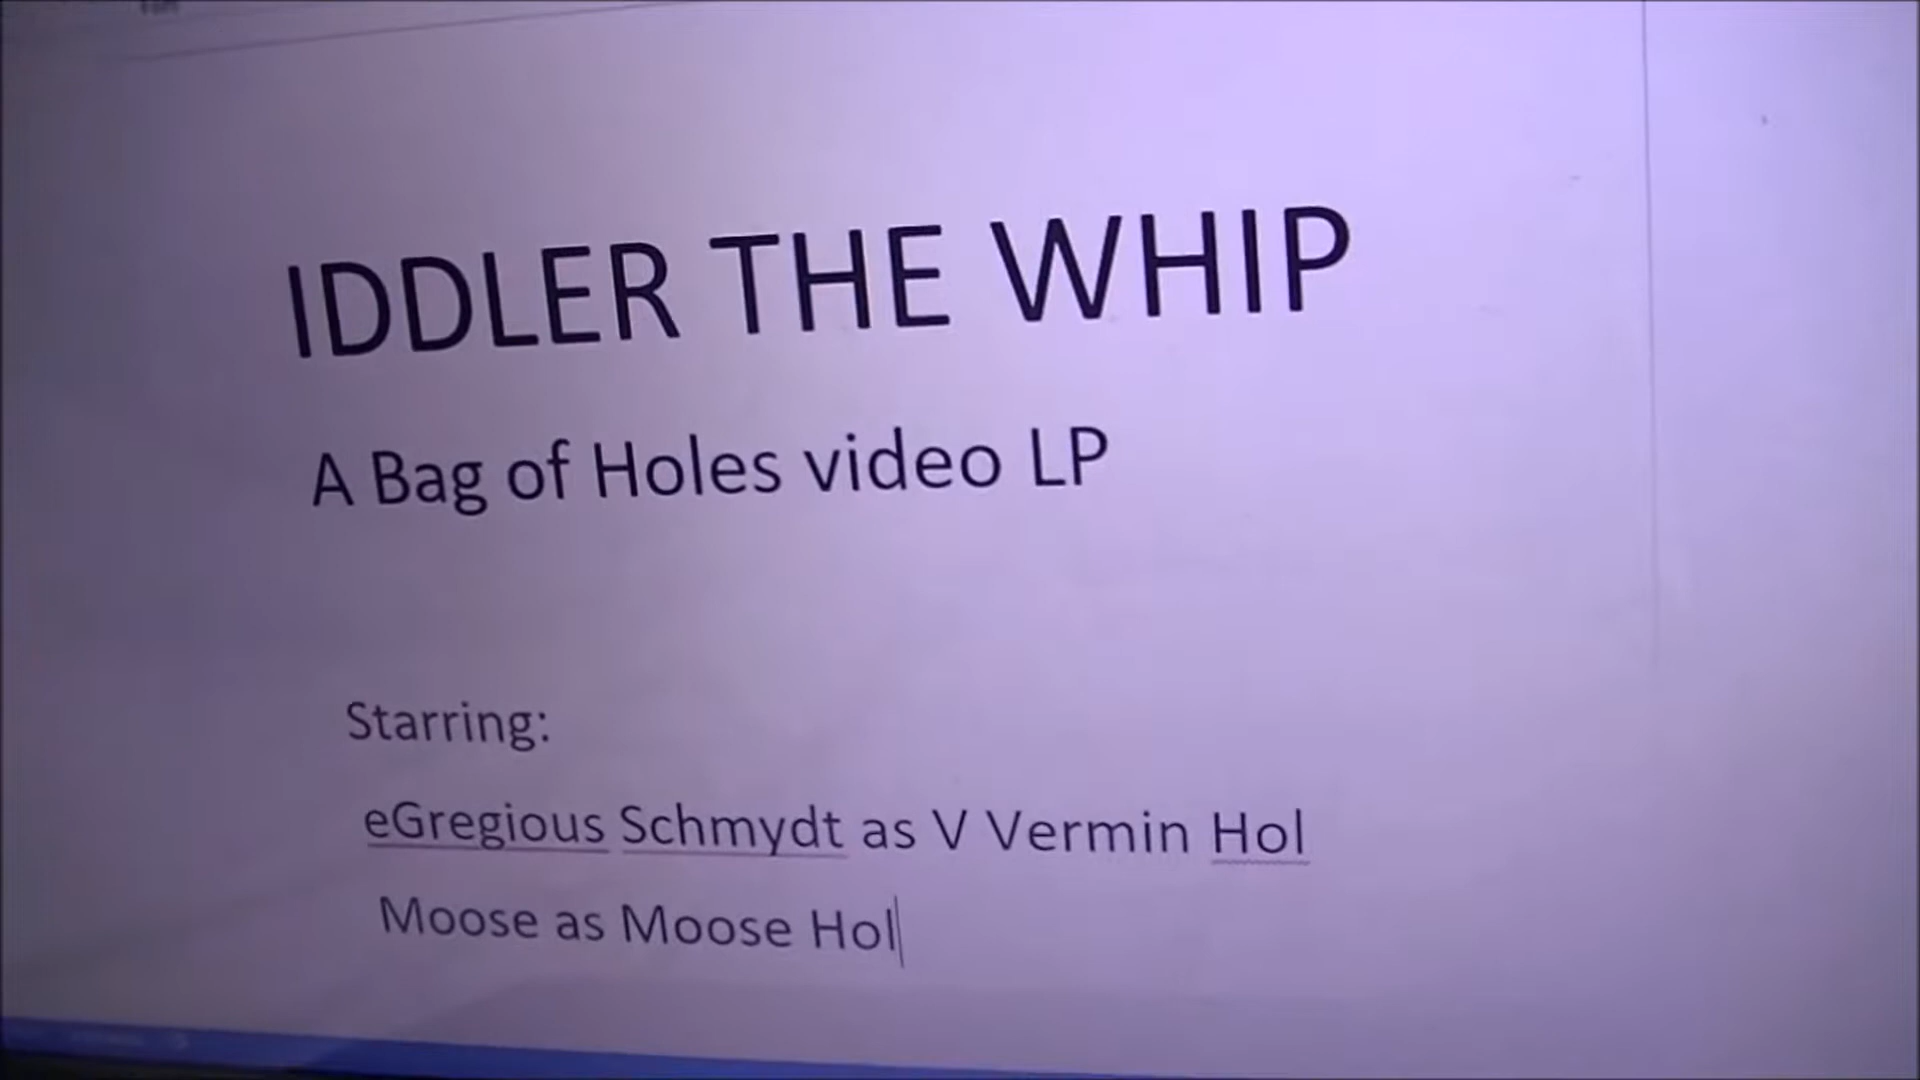 IDDLER THE WHIP
A Bag of Holes video LP
Starring:
eGregious Schmydt as V Vermin Hol
Moose as Moose Hol